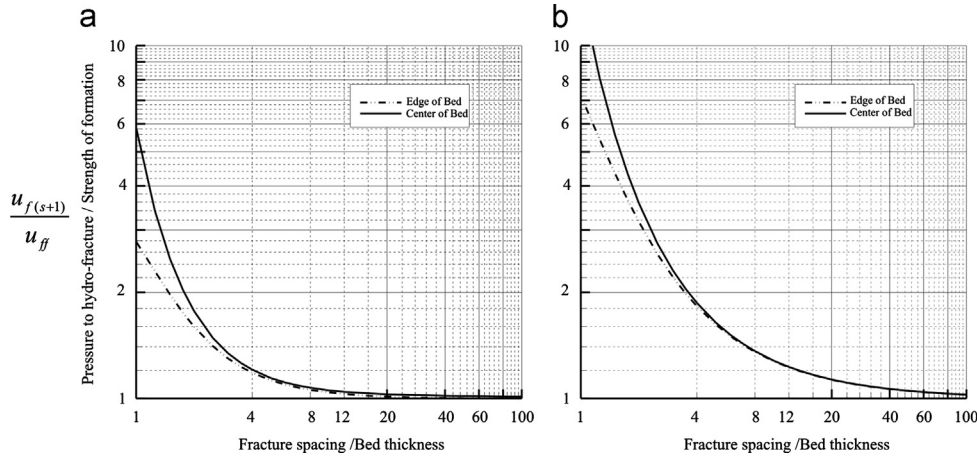 a
10
8
6
4
2
1
Edge of Bed
Center of Bed
u f(s+1)
u ff
Pressure to hydro-fracture / Strength of formation
1 4 8 12 20 40 60 100
Fracture spacing /Bed thickness
b
10
8
6
4
2
1
Edge of Bed
Center of Bed
1 4 8 12 20 40 60 100
Fracture spacing /Bed thickness